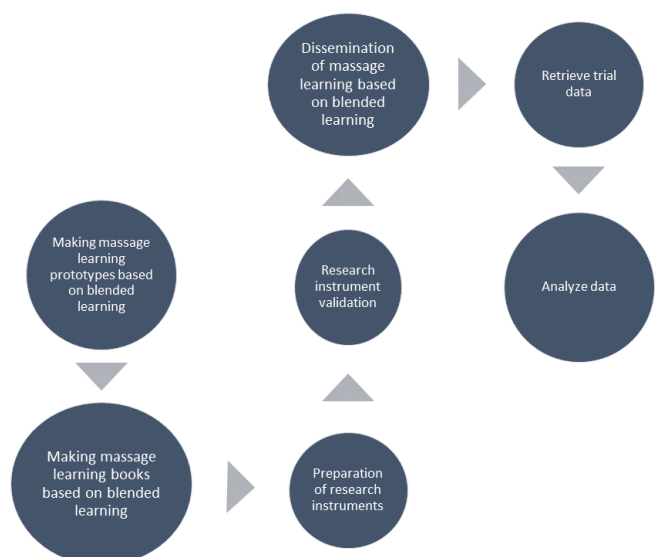 Making massage
learning
prototypes based
on blended
learning
Making massage
learning books
based on blended
learning
Preparation
of research
instruments
Research
instrument
validation
Dissemination
of massage
learning based
on blended
learning
Retrieve trial
data
Analyze data